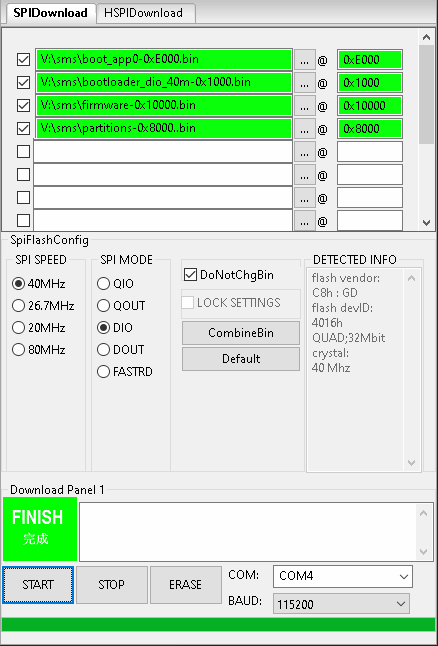 SPIDownload HSPIDownload
V:\sms\boot_app0-0xE000.bin ... @ 0xE000
V:\sms\bootloader_dio_40m-0x1000.bin ... @ 0x1000
V:\sms\firmware-0x10000.bin ... @ 0x10000
V:\sms\partitions-0x8000..bin ... @ 0x8000
... @
... @
... @
... @
SpiFlashConfig
SPI SPEED
40MHz
26.7MHz
20MHz
80MHz
SPI MODE
QIO
QOUT
DIO
DOUT
FASTRD
DoNotChgBin
LOCK SETTINGS
CombineBin
Default
DETECTED INFO
flash vendor:
C8h : GD
flash devID:
4016h
QUAD;32Mbit
crystal:
40 Mhz
Download Panel 1
FINISH
完成
START STOP ERASE
COM: COM4
BAUD: 115200